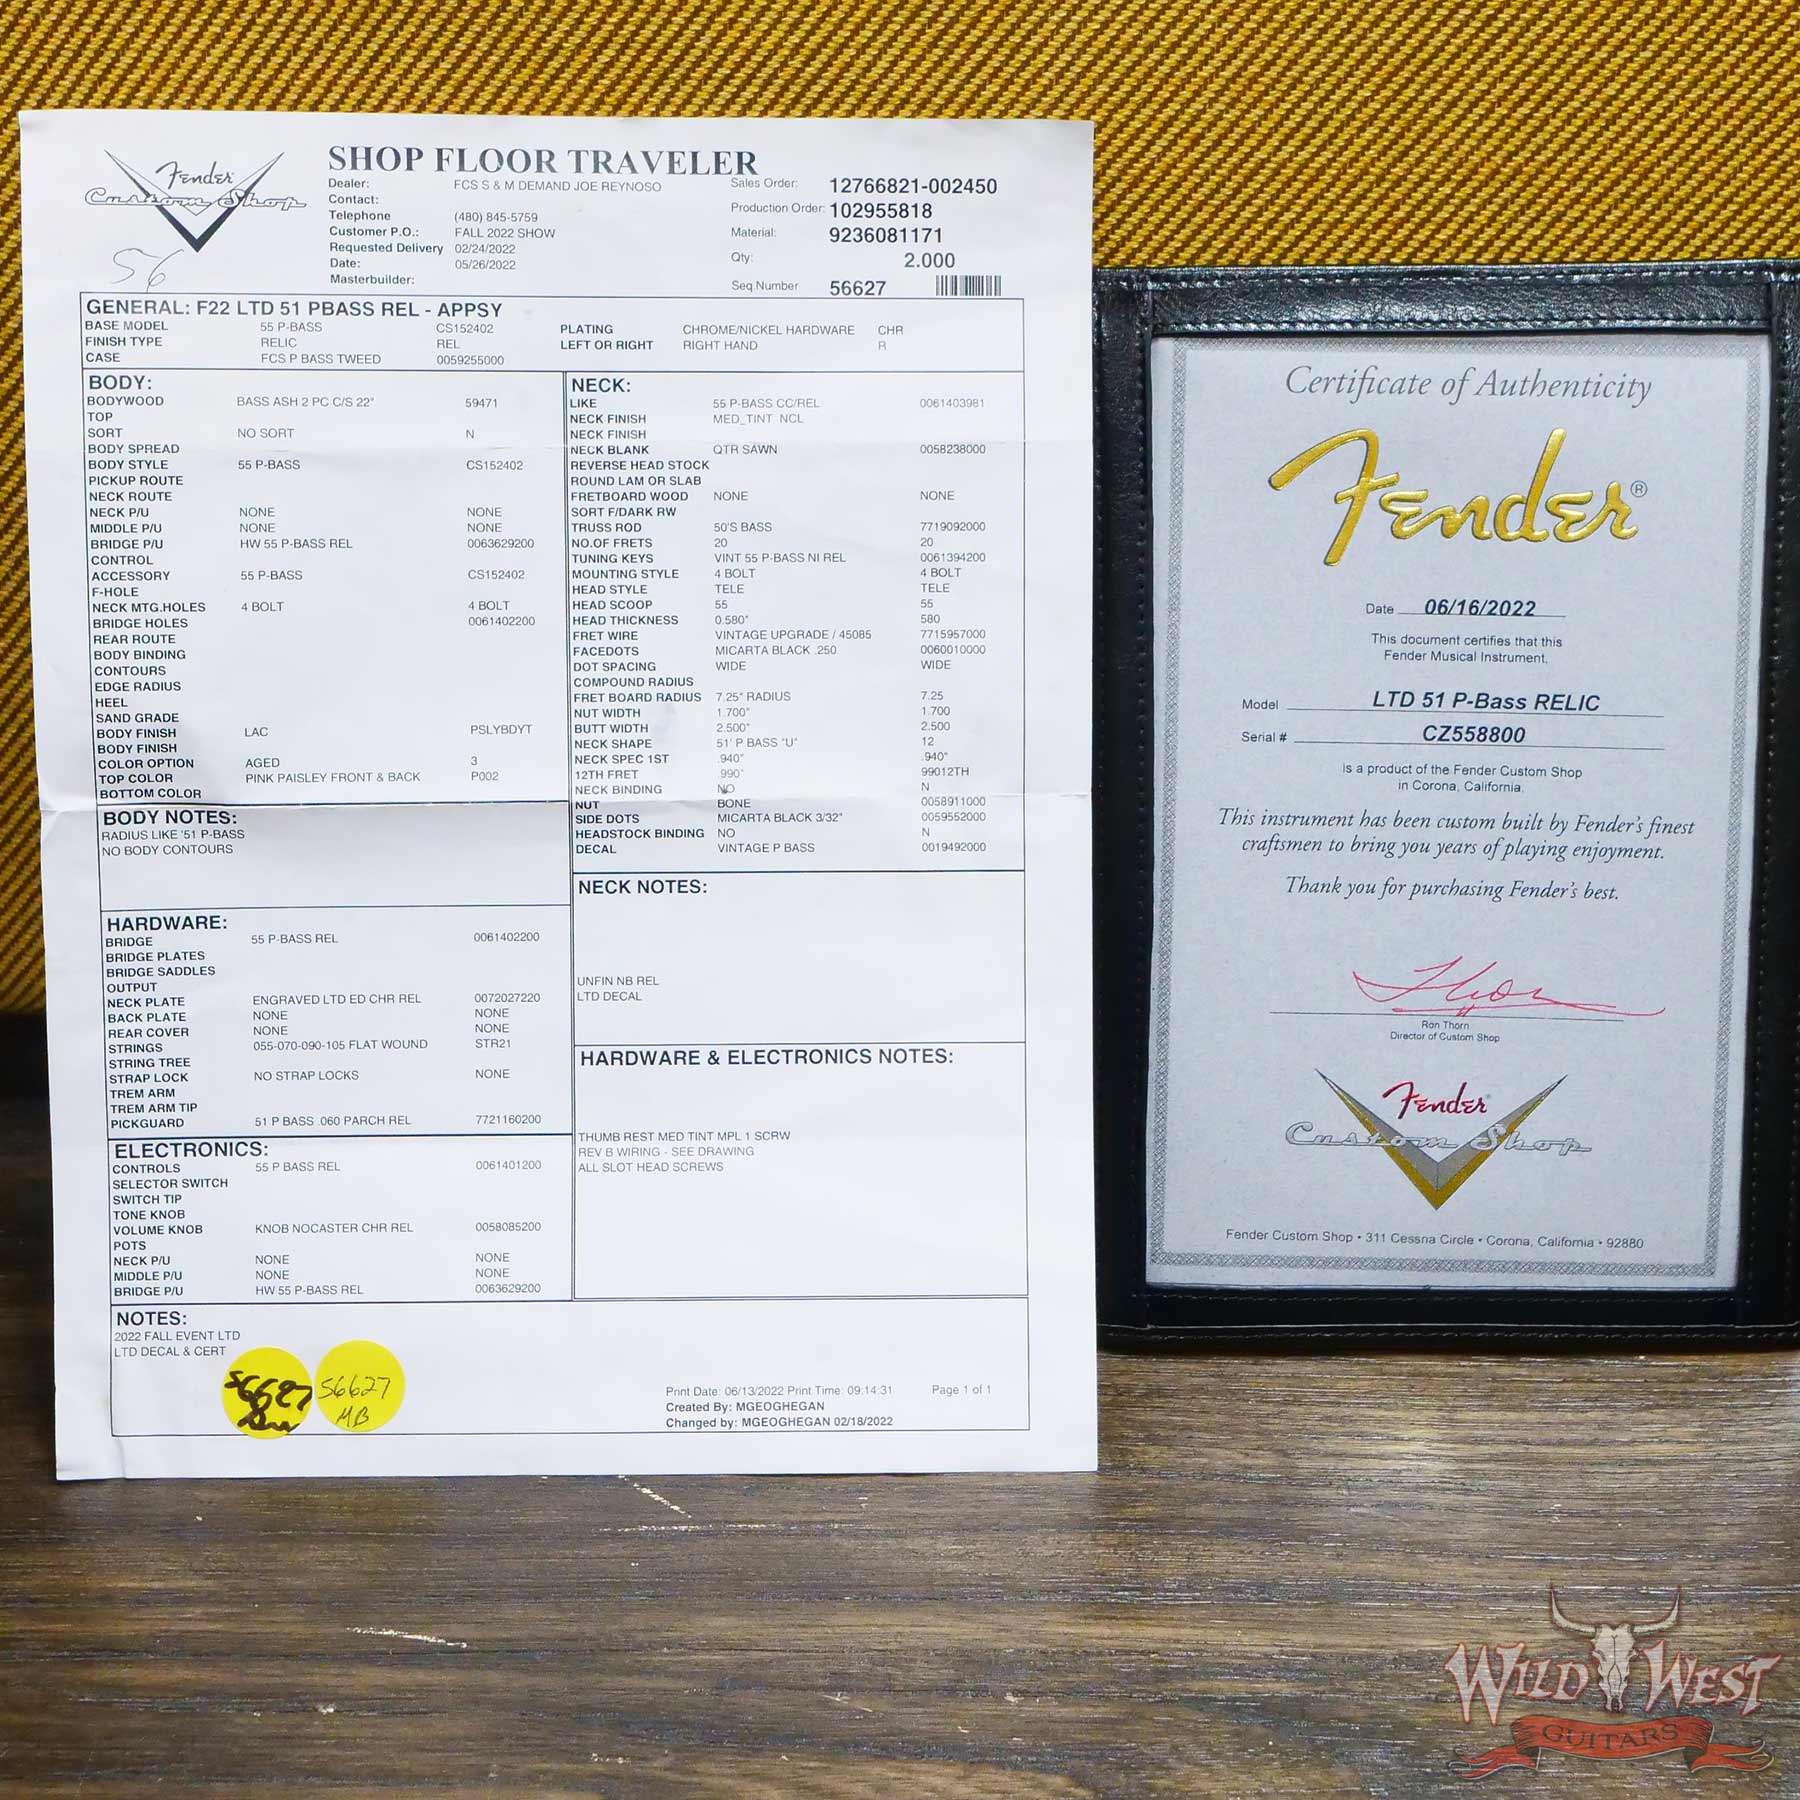 Fender
Custom Shop
56
SHOP FLOOR TRAVELER
Dealer: FCS S & M DEMAND JOE REYNOSO
Contact:
Telephone (480) 845-5759
Customer P.O.: FALL 2022 SHOW
Requested Delivery 02/24/2022
Date: 05/26/2022
Masterbuilder:
Sales Order: 12766821-002450
Production Order: 102955818
Material: 9236081171
Qty: 2.000
Seq.Number 56627
GENERAL: F22 LTD 51 PBASS REL - APPSY
BASE MODEL 55 P-BASS CS152402
FINISH TYPE RELIC REL
CASE FCS P BASS TWEED 0059255000
PLATING CHROME/NICKEL HARDWARE CHR
LEFT OR RIGHT RIGHT HAND R
BODY:
BODYWOOD BASS ASH 2 PC C/S 22" 59471
TOP
SORT NO SORT N
BODY SPREAD
BODY STYLE 55 P-BASS CS152402
PICKUP ROUTE
NECK ROUTE
NECK P/U NONE NONE
MIDDLE P/U NONE NONE
BRIDGE P/U HW 55 P-BASS REL 0063629200
CONTROL
ACCESSORY 55 P-BASS CS152402
F-HOLE
NECK MTG.HOLES 4 BOLT 4 BOLT
BRIDGE HOLES 0061402200
REAR ROUTE
BODY BINDING
CONTOURS
EDGE RADIUS
HEEL
SAND GRADE
BODY FINISH LAC PSLYBDYT
BODY FINISH
COLOR OPTION AGED 3
TOP COLOR PINK PAISLEY FRONT & BACK P002
BOTTOM COLOR
BODY NOTES:
RADIUS LIKE '51 P-BASS
NO BODY CONTOURS
HARDWARE:
BRIDGE 55 P-BASS REL 0061402200
BRIDGE PLATES
BRIDGE SADDLES
OUTPUT
NECK PLATE ENGRAVED LTD ED CHR REL 0072027220
BACK PLATE NONE NONE
REAR COVER NONE NONE
STRINGS 055-070-090-105 FLAT WOUND STR21
STRING TREE
STRAP LOCK NO STRAP LOCKS NONE
TREM ARM
TREM ARM TIP
PICKGUARD 51 P BASS .060 PARCH REL 7721160200
ELECTRONICS:
CONTROLS 55 P BASS REL 0061401200
SELECTOR SWITCH
SWITCH TIP
TONE KNOB
VOLUME KNOB KNOB NOCASTER CHR REL 0058085200
POTS
NECK P/U NONE NONE
MIDDLE P/U NONE NONE
BRIDGE P/U HW 55 P-BASS REL 0063629200
NECK:
LIKE 55 P-BASS CC/REL 0061403981
NECK FINISH MED_TINT NCL
NECK FINISH
NECK BLANK QTR SAWN 0058238000
REVERSE HEAD STOCK
ROUND LAM OR SLAB
FRETBOARD WOOD NONE NONE
SORT F/DARK RW
TRUSS ROD 50'S BASS 7719092000
NO.OF FRETS 20 20
TUNING KEYS VINT 55 P-BASS NI REL 0061394200
MOUNTING STYLE 4 BOLT 4 BOLT
HEAD STYLE TELE TELE
HEAD SCOOP 55 55
HEAD THICKNESS 0.580" 580
FRET WIRE VINTAGE UPGRADE / 45085 7715957000
FACEDOTS MICARTA BLACK .250 0060010000
DOT SPACING WIDE WIDE
COMPOUND RADIUS
FRET BOARD RADIUS 7.25" RADIUS 7.25
NUT WIDTH 1.700" 1.700
BUTT WIDTH 2.500" 2.500
NECK SHAPE 51' P BASS "U" 12
NECK SPEC 1ST .940" .940"
12TH FRET .990" 99012TH
NECK BINDING NO N
NUT BONE 0058911000
SIDE DOTS MICARTA BLACK 3/32" 0059552000
HEADSTOCK BINDING NO N
DECAL VINTAGE P BASS 0019492000
NECK NOTES:
UNFIN NB REL
LTD DECAL
HARDWARE & ELECTRONICS NOTES:
THUMB REST MED TINT MPL 1 SCRW
REV B WIRING - SEE DRAWING
ALL SLOT HEAD SCREWS
NOTES:
2022 FALL EVENT LTD
LTD DECAL & CERT
56627
56627
MB
Print Date: 06/13/2022 Print Time: 09:14:31 Page 1 of 1
Created By: MGEOGHEGAN
Changed by: MGEOGHEGAN 02/18/2022
Certificate of Authenticity
Fender®
Date 06/16/2022
This document certifies that this
Fender Musical Instrument,
Model LTD 51 P-Bass RELIC
Serial # CZ558800
is a product of the Fender Custom Shop
in Corona, California.
This instrument has been custom built by Fender's finest
craftsmen to bring you years of playing enjoyment.
Thank you for purchasing Fender's best.
Ron Thorn
Director of Custom Shop
Fender
Custom Shop
Fender Custom Shop • 311 Cessna Circle • Corona, California • 92880
WILD WEST
GUITARS